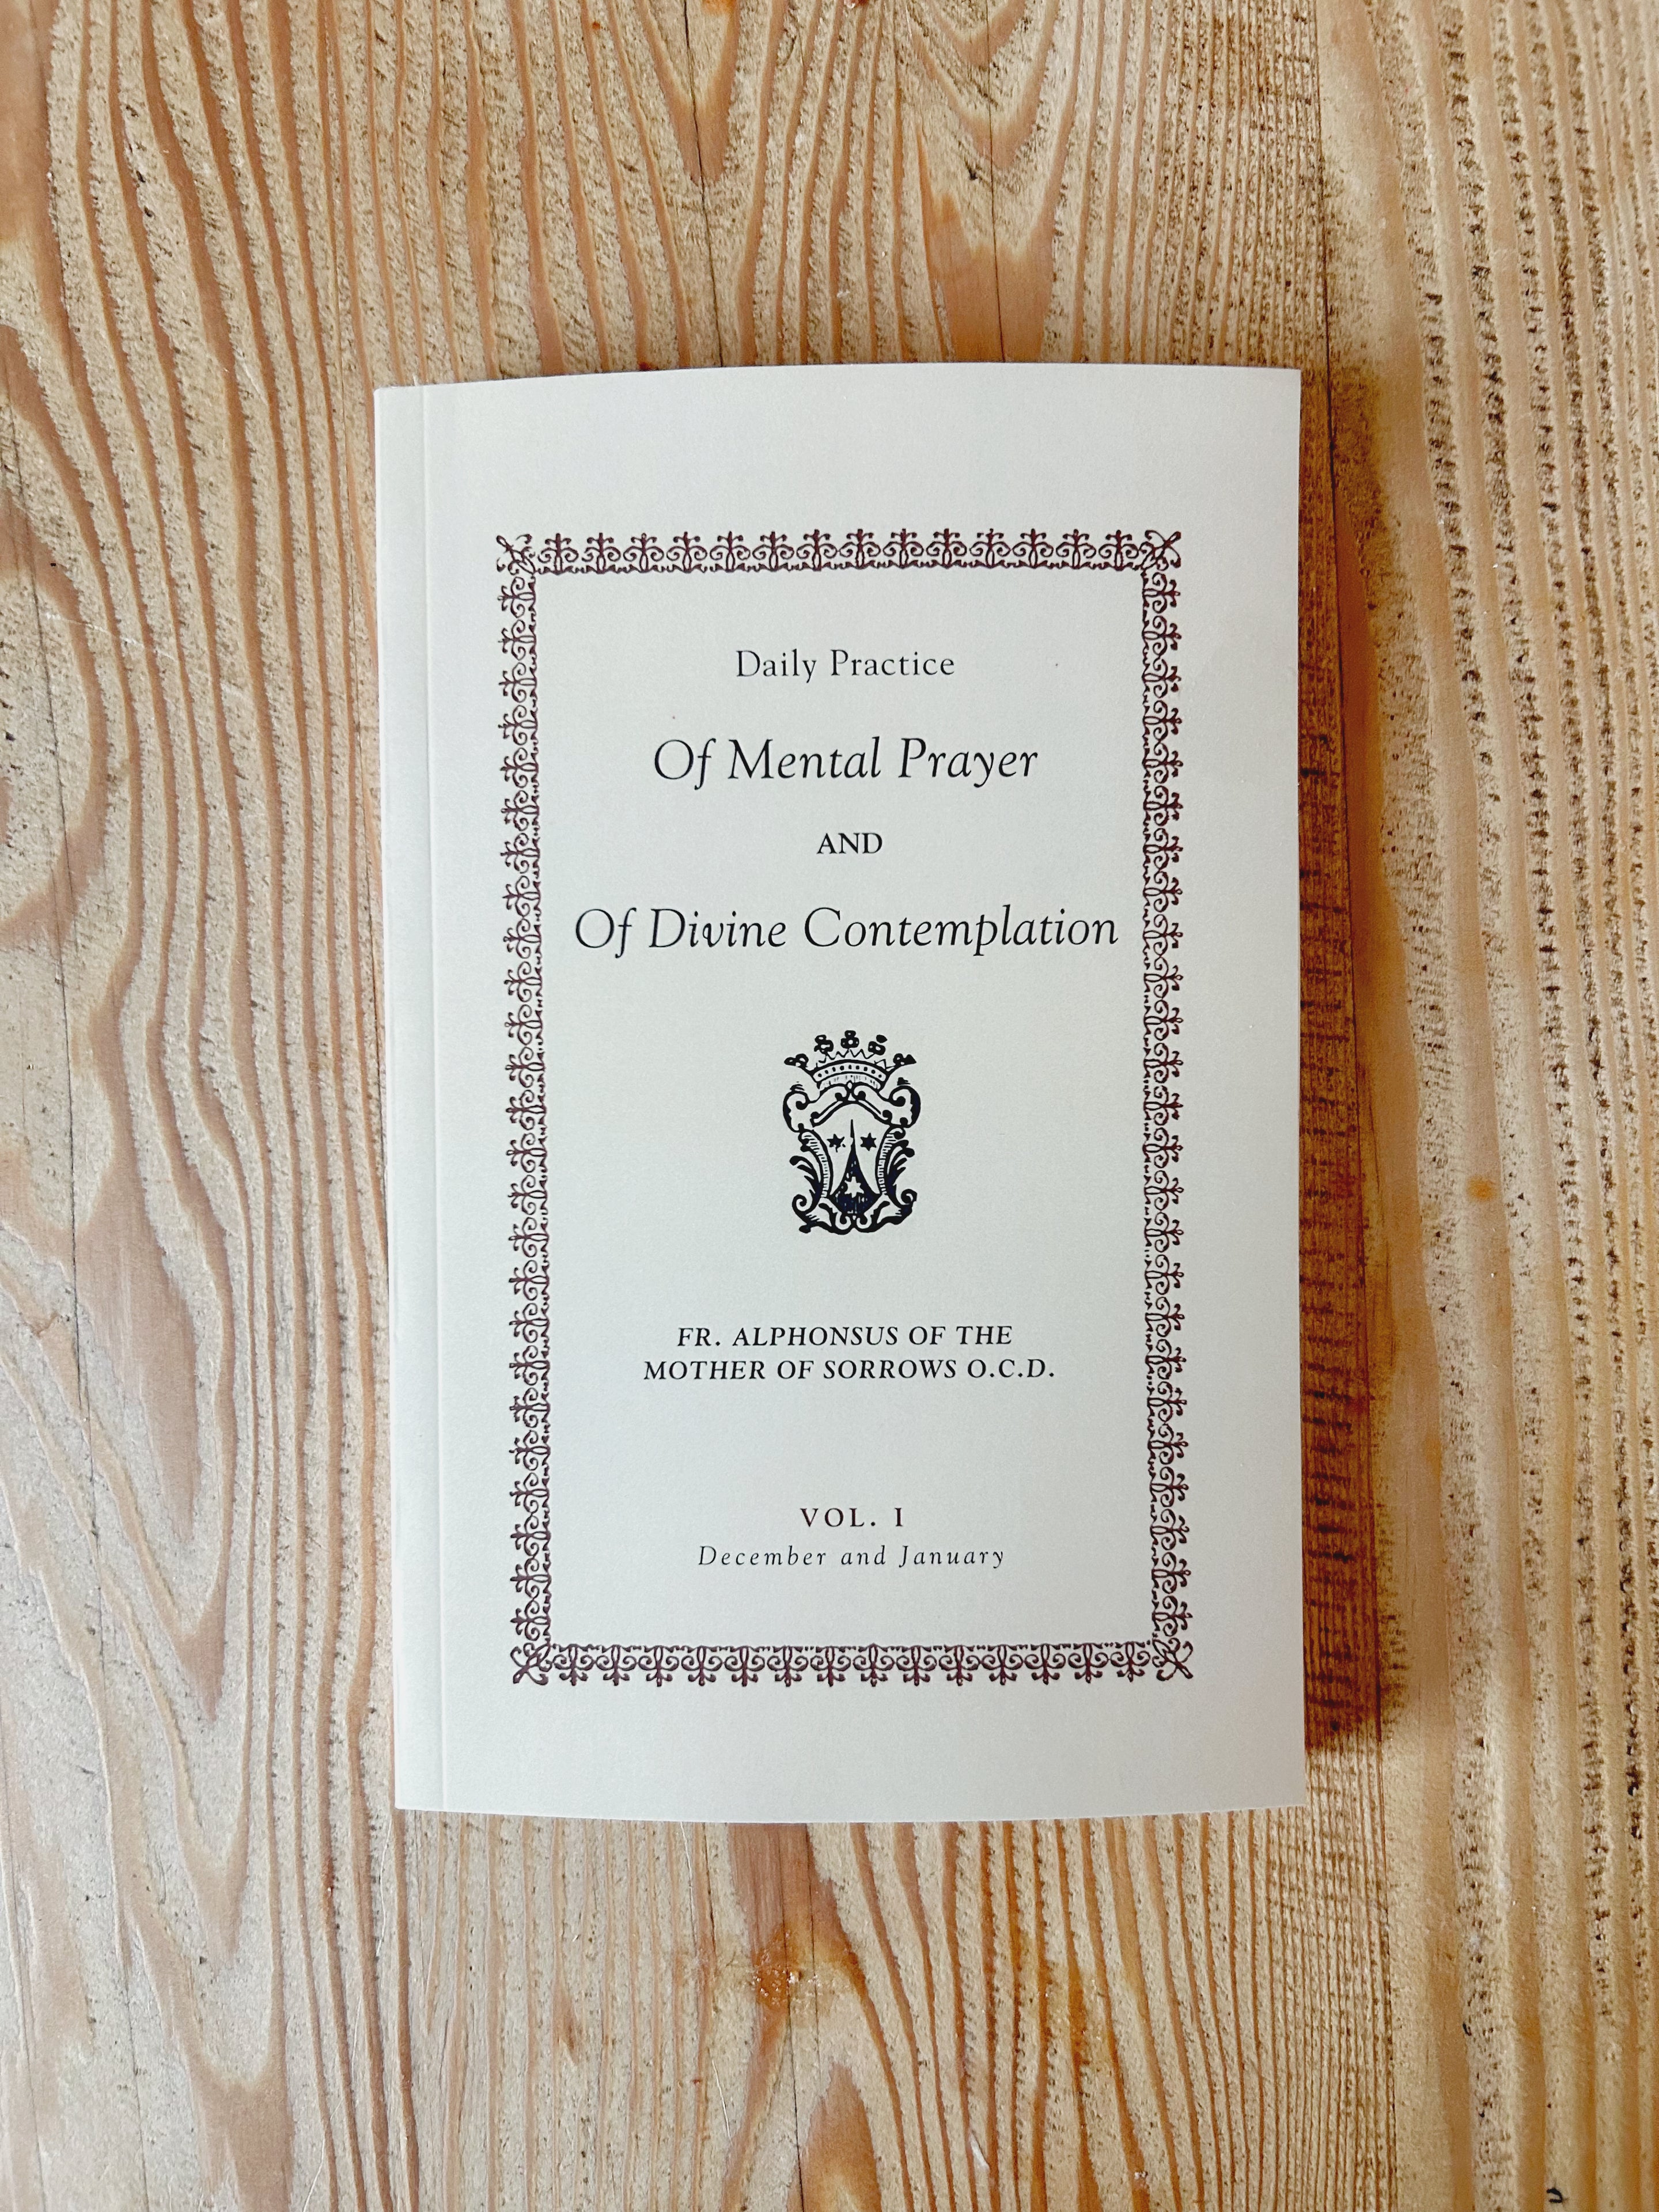 Daily Practice
Of Mental Prayer
AND
Of Divine Contemplation
FR. ALPHONSUS OF THE
MOTHER OF SORROWS O.C.D.
VOL. I
December and January